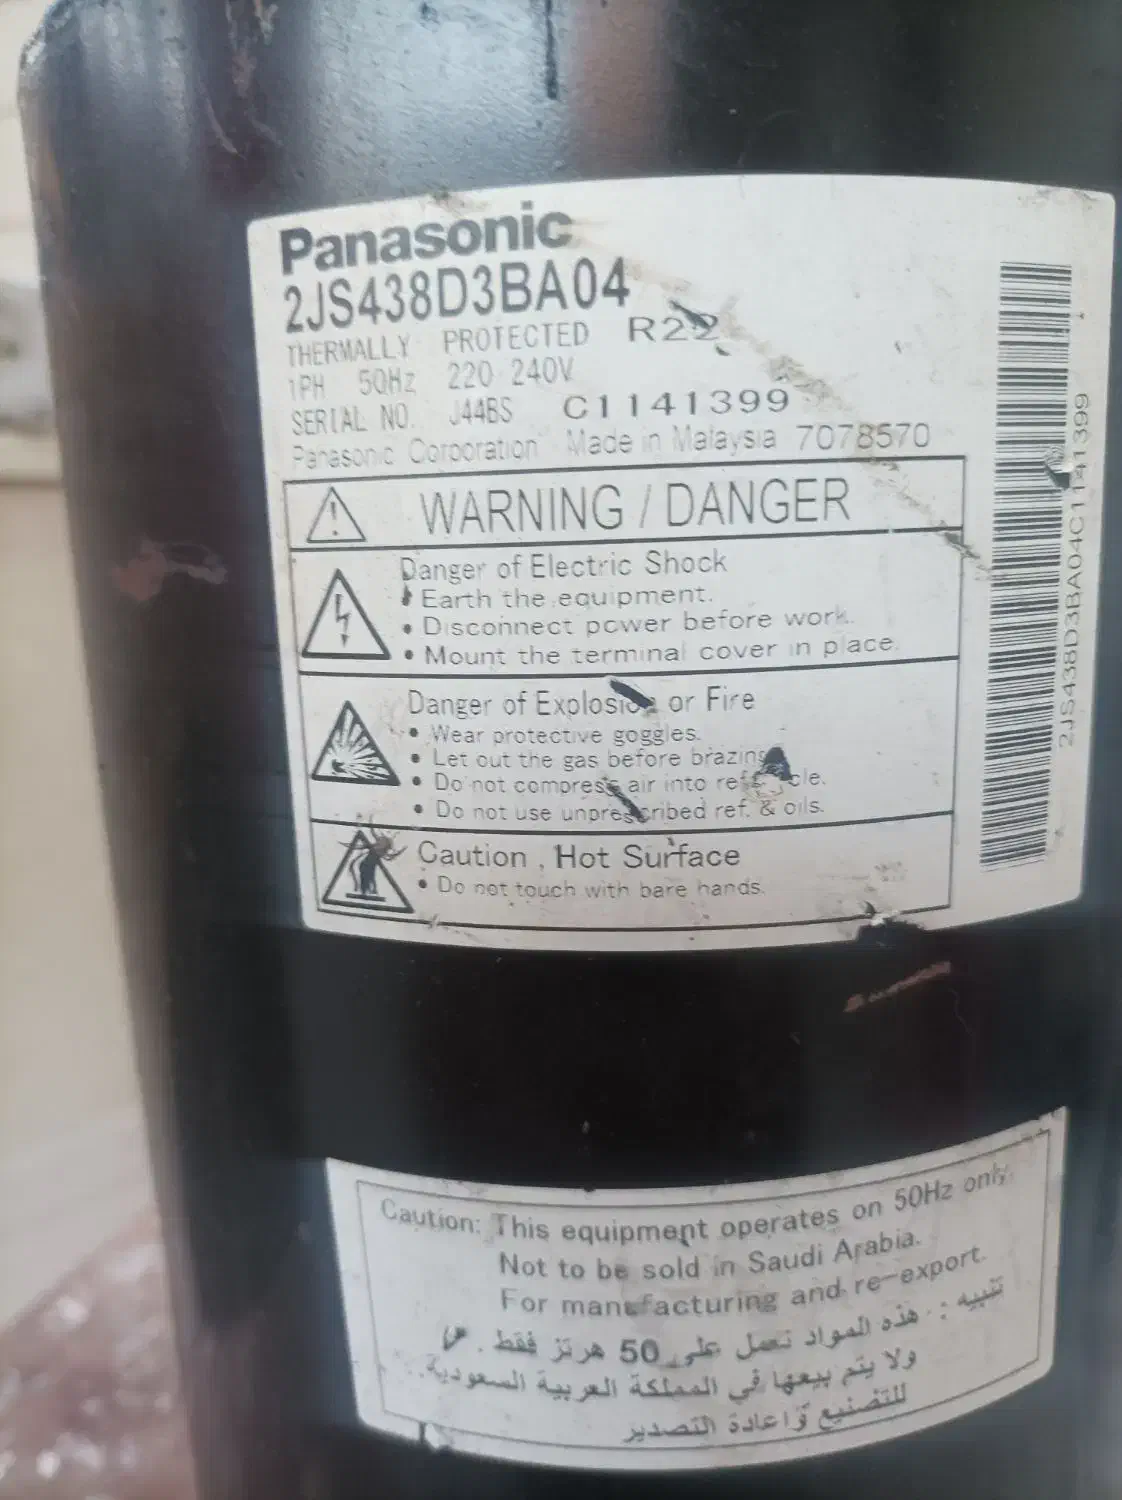 Panasonic
2JS438D3BA04
THERMALLY PROTECTED R22
1PH 50Hz 220 240V
SERIAL NO. J44BS C1141399
Panasonic Corporation Made in Malaysia 7078570
WARNING / DANGER
Danger of Electric Shock
• Earth the equipment.
• Disconnect power before work.
• Mount the terminal cover in place.
Danger of Explosion or Fire
• Wear protective goggles.
• Let out the gas before brazing
• Do not compress air into ref. cycle.
• Do not use unprescribed ref. & oils.
Caution , Hot Surface
• Do not touch with bare hands.
2JS438D3BA04C1141399
Caution: This equipment operates on 50Hz only.
Not to be sold in Saudi Arabia.
For manufacturing and re-export.
تنبيه : هذه المواد تعمل على 50 هرتز فقط .
ولا يتم بيعها في المملكة العربية السعودية.
للتصنيع وإعادة التصدير